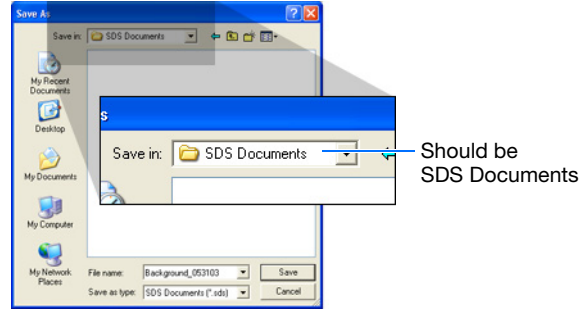 Save As
Save in:
SDS Documents
My Recent
Documents
Desktop
My Documents
My Computer
My Network
Places
s
Save in:
SDS Documents
Should be
SDS Documents
File name:
Background_053103
Save
Save as type:
SDS Documents (*.sds)
Cancel